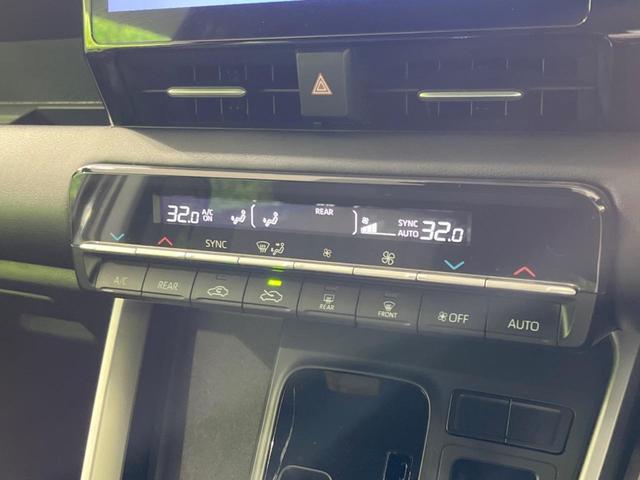 32.0 A/C ON REAR SYNC AUTO 32.0
SYNC
A/C REAR REAR FRONT OFF AUTO